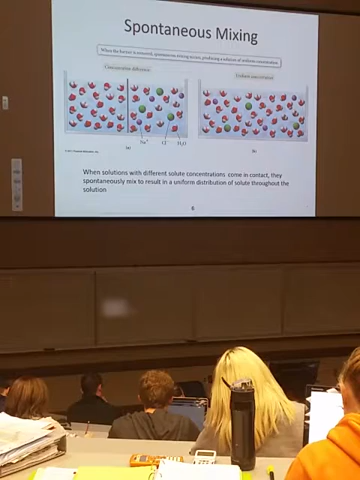 Spontaneous Mixing
When the barrier is removed, spontaneous mixing occurs, producing a solution of uniform concentration.
Concentration difference
Uniform concentration
Na⁺ Cl⁻ H₂O
(a) (b)
When solutions with different solute concentrations come in contact, they
spontaneously mix to result in a uniform distribution of solute throughout the
solution